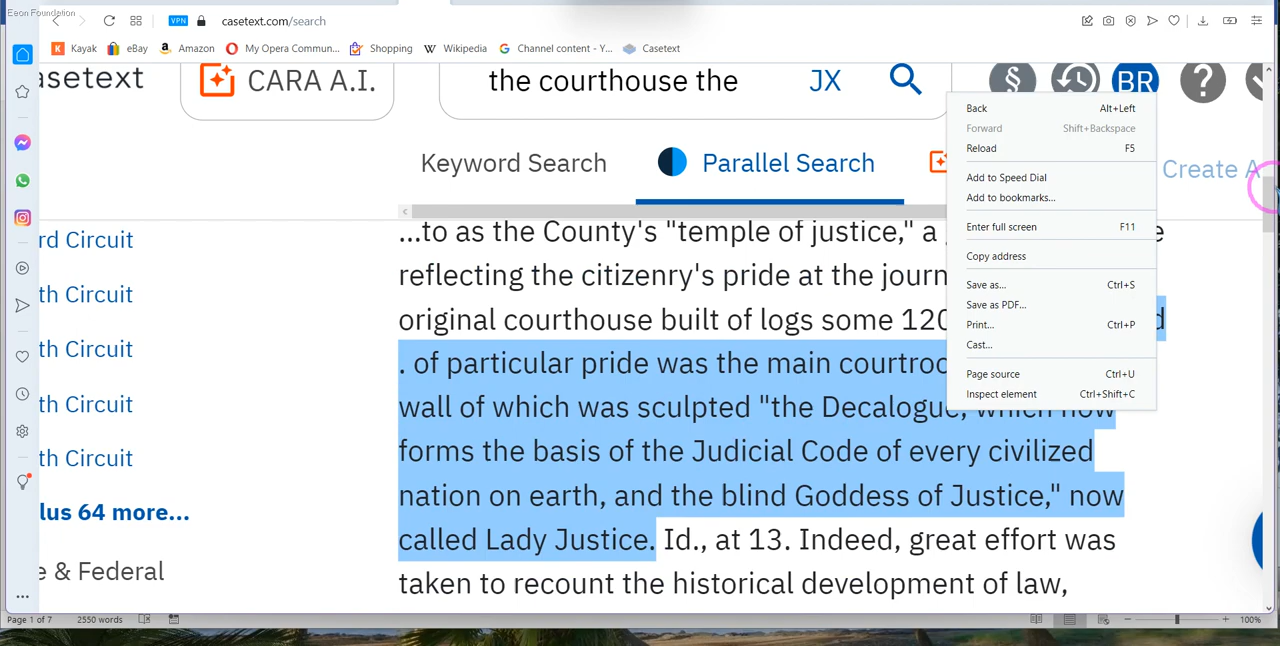 Eeon Foundation
VPN casetext.com/search
Kayak eBay Amazon My Opera Commun... Shopping Wikipedia Channel content - Y... Casetext
casetext CARA A.I. the courthouse the JX § BR ?
Keyword Search Parallel Search Create A
Back Alt+Left
Forward Shift+Backspace
Reload F5
Add to Speed Dial
Add to bookmarks...
Enter full screen F11
Copy address
Save as... Ctrl+S
Save as PDF...
Print... Ctrl+P
Cast...
Page source Ctrl+U
Inspect element Ctrl+Shift+C
rd Circuit
th Circuit
th Circuit
th Circuit
th Circuit
lus 64 more...
e & Federal
...to as the County's "temple of justice," a
reflecting the citizenry's pride at the journ
original courthouse built of logs some 120 d
. of particular pride was the main courtroo
wall of which was sculpted "the Decalogue, which now
forms the basis of the Judicial Code of every civilized
nation on earth, and the blind Goddess of Justice," now
called Lady Justice. Id., at 13. Indeed, great effort was
taken to recount the historical development of law,
Page 1 of 7 2550 words 100%